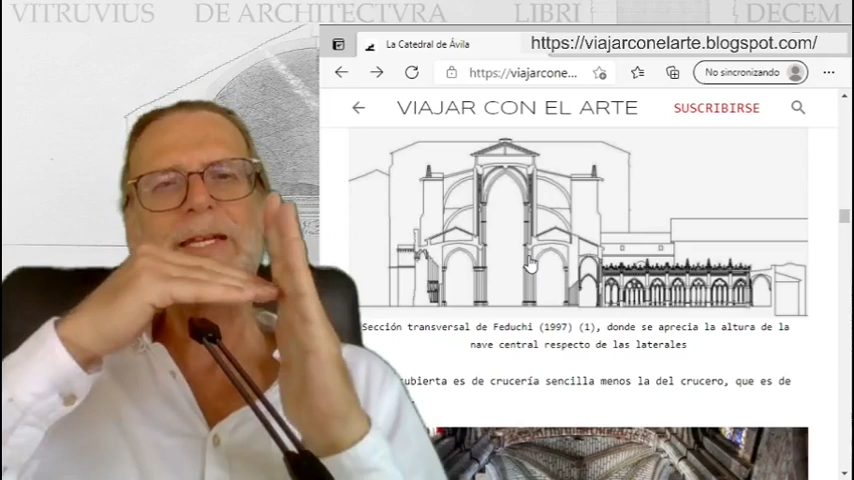 VITRUVIUS DE ARCHITECTVRA LIBRI DECEM
La Catedral de Ávila
https://viajarconelarte.blogspot.com/
https://viajarcone...
No sincronizando
VIAJAR CON EL ARTE
SUSCRIBIRSE
Sección transversal de Feduchi (1997) (1), donde se aprecia la altura de la
nave central respecto de las laterales
cubierta es de crucería sencilla menos la del crucero, que es de